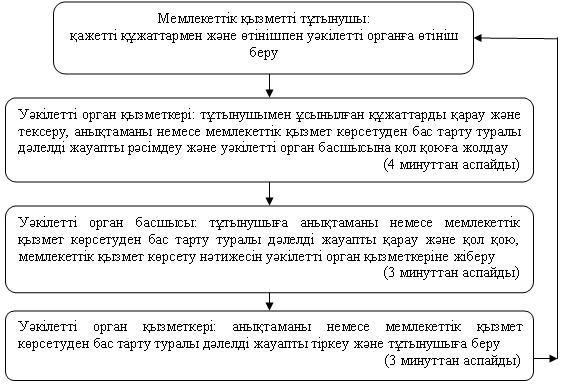 Мемлекеттік қызметті тұтынушы:
қажетті құжаттармен және өтінішпен уәкілетті органға өтініш
беру
Уәкілетті орган қызметкері: тұтынушымен ұсынылған құжаттарды қарау және
тексеру, анықтаманы немесе мемлекеттік қызмет көрсетуден бас тарту туралы
дәлелді жауапты рәсімдеу және уәкілетті орган басшысына қол қоюға жолдау
(4 минуттан аспайды)
Уәкілетті орган басшысы: тұтынушыға анықтаманы немесе мемлекеттік
қызмет көрсетуден бас тарту туралы дәлелді жауапты қарау және қол қою,
мемлекеттік қызмет көрсету нәтижесін уәкілетті орган қызметкеріне жіберу
(3 минуттан аспайды)
Уәкілетті орган қызметкері: анықтаманы немесе мемлекеттік қызмет
көрсетуден бас тарту туралы дәлелді жауапты тіркеу және тұтынушыға беру
(3 минуттан аспайды)